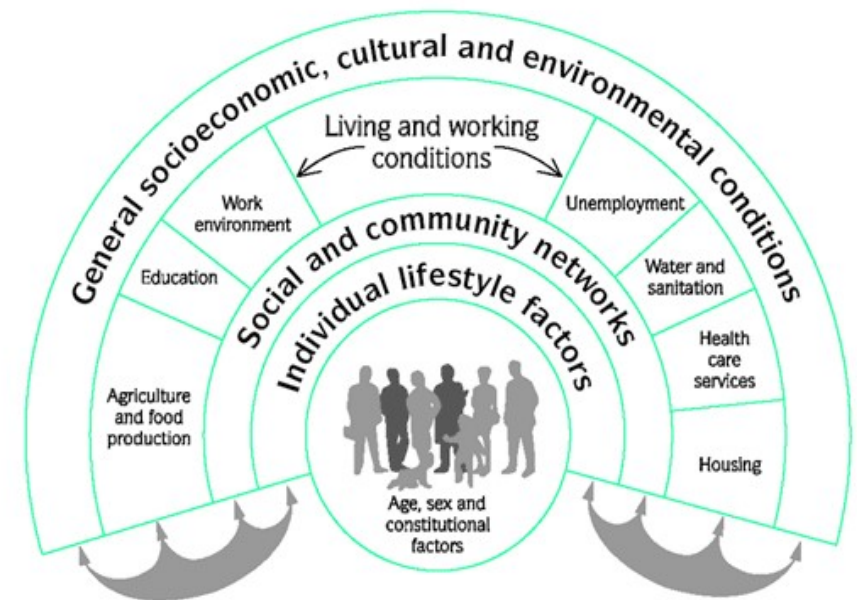 General socioeconomic, cultural and environmental conditions
Living and working
conditions
Work
environment
Unemployment
Education
Water and
sanitation
Agriculture
and food
production
Health
care
services
Housing
Social and community networks
Individual lifestyle factors
Age, sex and
constitutional
factors